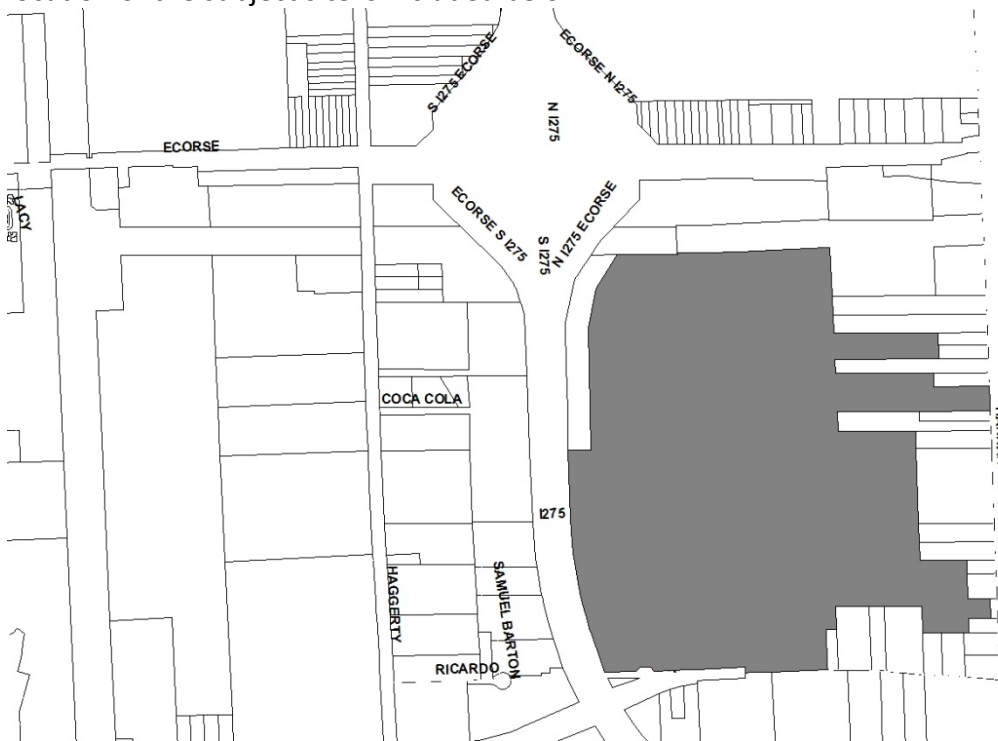 S I275 ECORSE
ECORSE N I275
N I275
ECORSE
LACY
ECORSE S I275
S I275
N I275 ECORSE
COCA COLA
I275
HAGGERTY
SAMUEL BARTON
RICARDO